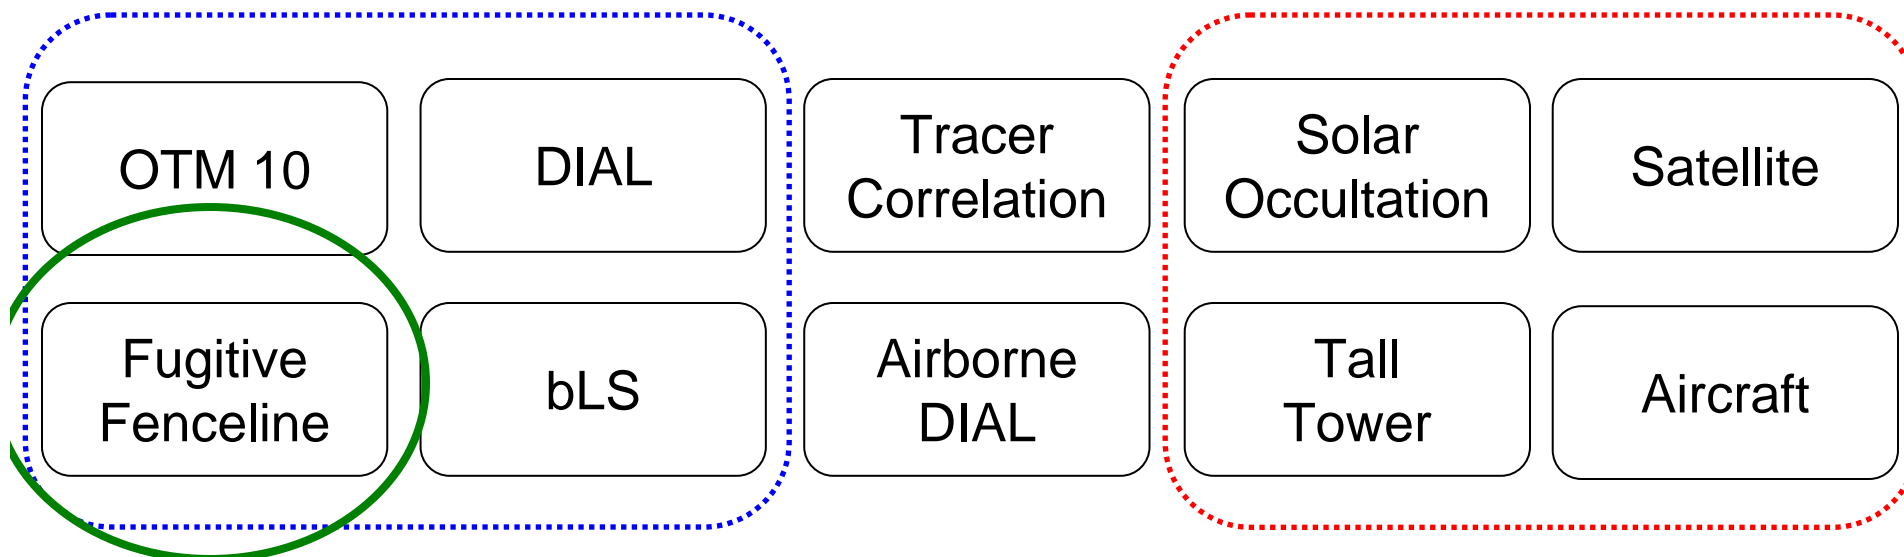 OTM 10
DIAL
Tracer
Correlation
Solar
Occultation
Satellite
Fugitive
Fenceline
bLS
Airborne
DIAL
Tall
Tower
Aircraft